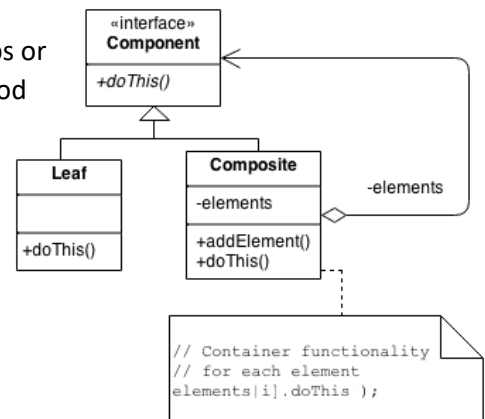 os or
od
«interface»
Component
+doThis()
Leaf
+doThis()
Composite
-elements
+addElement()
+doThis()
-elements
// Container functionality
// for each element
elements[i].doThis );